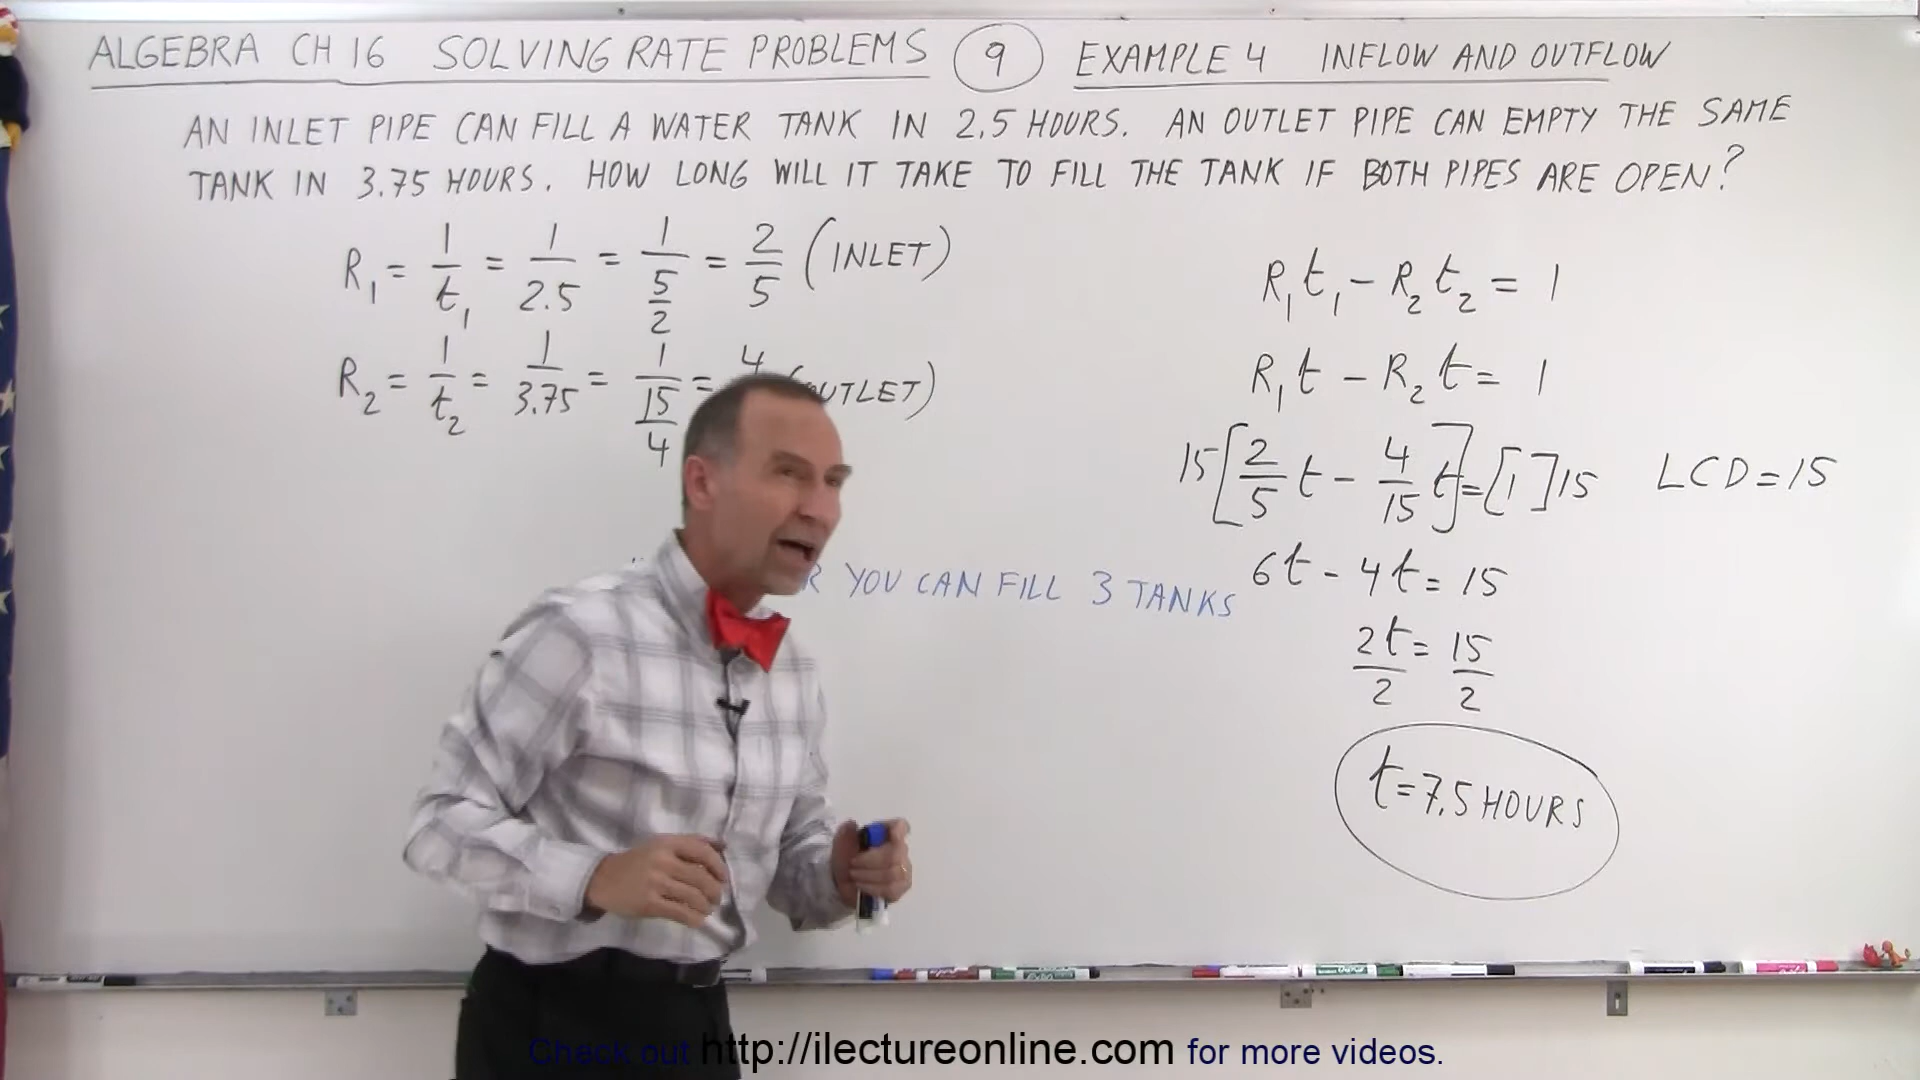 ALGEBRA CH 16 SOLVING RATE PROBLEMS 9 EXAMPLE 4 INFLOW AND OUTFLOW
AN INLET PIPE CAN FILL A WATER TANK IN 2.5 HOURS. AN OUTLET PIPE CAN EMPTY THE SAME
TANK IN 3.75 HOURS. HOW LONG WILL IT TAKE TO FILL THE TANK IF BOTH PIPES ARE OPEN?
R₁ = 1/t₁ = 1/2.5 = 1/(5/2) = 2/5 (INLET)
R₂ = 1/t₂ = 1/3.75 = 1/(15/4) = 4 OUTLET)
YOU CAN FILL 3 TANKS
R₁t₁ - R₂t₂ = 1
R₁t - R₂t = 1
15[2/5 t - 4/15 t] = [1]15 LCD = 15
6t - 4t = 15
2t/2 = 15/2
t = 7.5 HOURS
Check out http://ilectureonline.com for more videos.